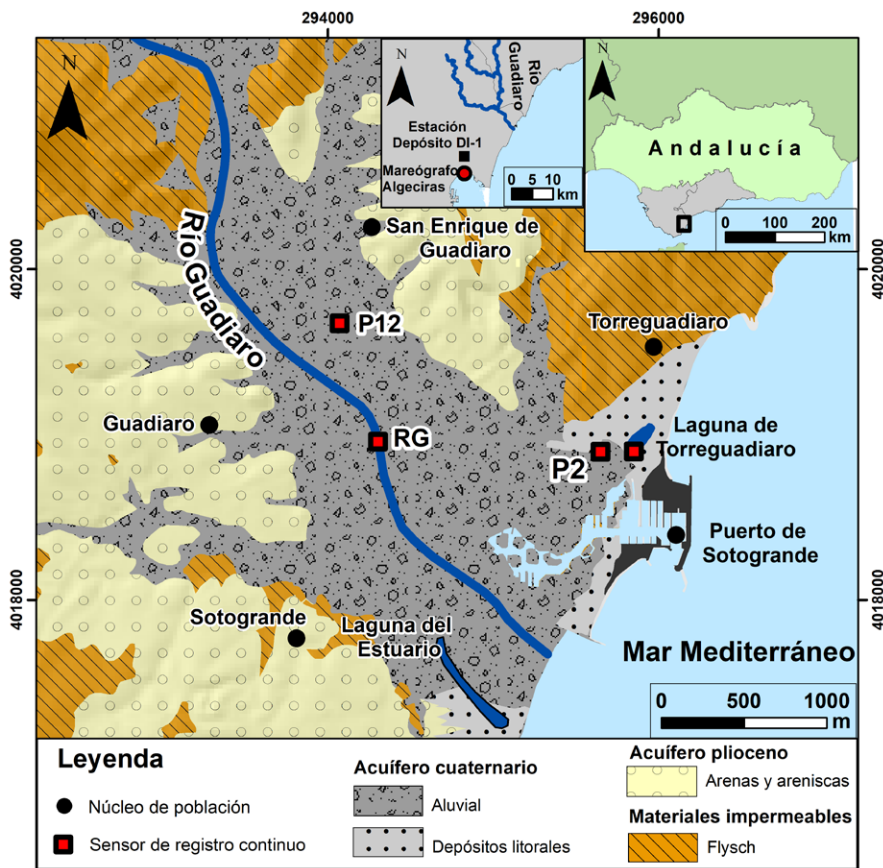 294000
296000
N
Río
Guadiaro
Estación
Depósito DI-1
Mareógrafo
Algeciras
0 5 10
km
N
Andalucía
0 100 200
km
N
4020000
4020000
San Enrique de
Guadiaro
Río Guadiaro
P12
Torreguadiaro
Guadiaro
RG
Laguna de
Torreguadiaro
P2
Puerto de
Sotogrande
4018000
4018000
Sotogrande
Laguna del
Estuario
Mar Mediterráneo
0 500 1000
m
Leyenda
Núcleo de población
Sensor de registro continuo
Acuífero cuaternario
Aluvial
Depósitos litorales
Acuífero plioceno
Arenas y areniscas
Materiales impermeables
Flysch